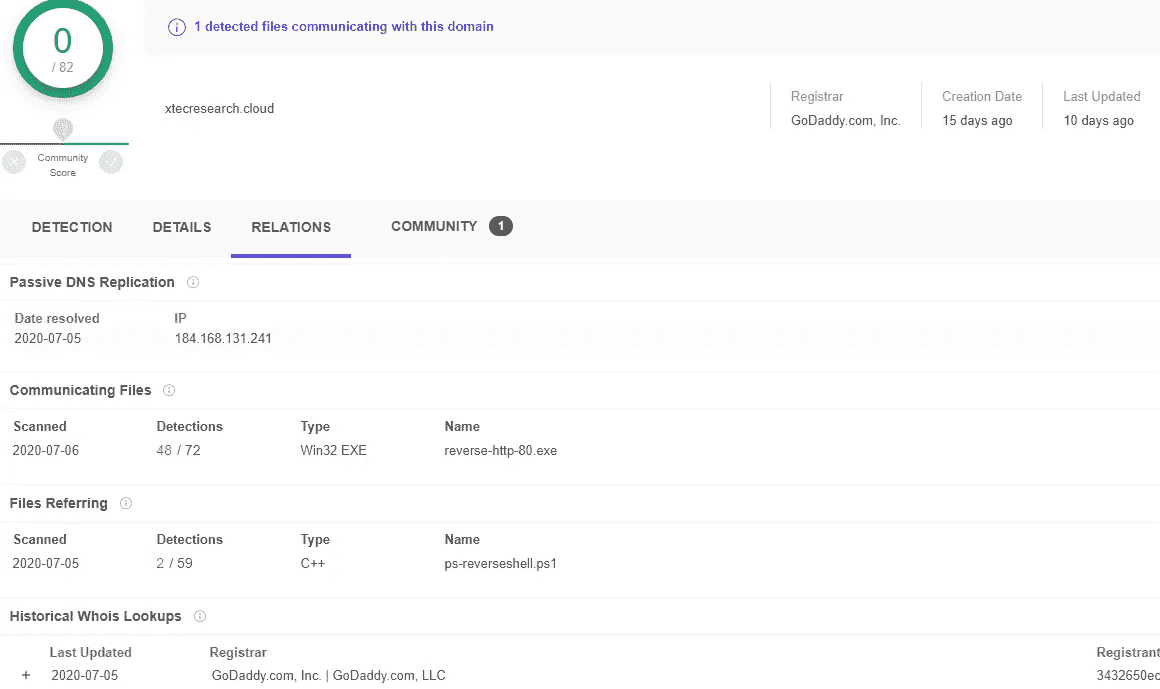 0
/ 82
Community
Score
1 detected files communicating with this domain
xtecresearch.cloud
Registrar Creation Date Last Updated
GoDaddy.com, Inc. 15 days ago 10 days ago
DETECTION DETAILS RELATIONS COMMUNITY 1
Passive DNS Replication
Date resolved IP
2020-07-05 184.168.131.241
Communicating Files
Scanned Detections Type Name
2020-07-06 48 / 72 Win32 EXE reverse-http-80.exe
Files Referring
Scanned Detections Type Name
2020-07-05 2 / 59 C++ ps-reverseshell.ps1
Historical Whois Lookups
Last Updated Registrar Registrant
+ 2020-07-05 GoDaddy.com, Inc. | GoDaddy.com, LLC 3432650ec